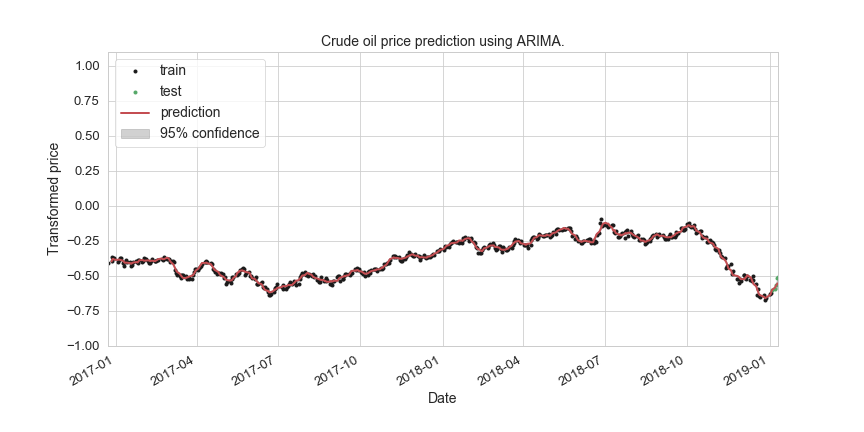 Crude oil price prediction using ARIMA.
1.00
0.75
0.50
0.25
0.00
−0.25
−0.50
−0.75
−1.00
train
test
prediction
95% confidence
Transformed price
2017-01
2017-04
2017-07
2017-10
2018-01
2018-04
2018-07
2018-10
2019-01
Date